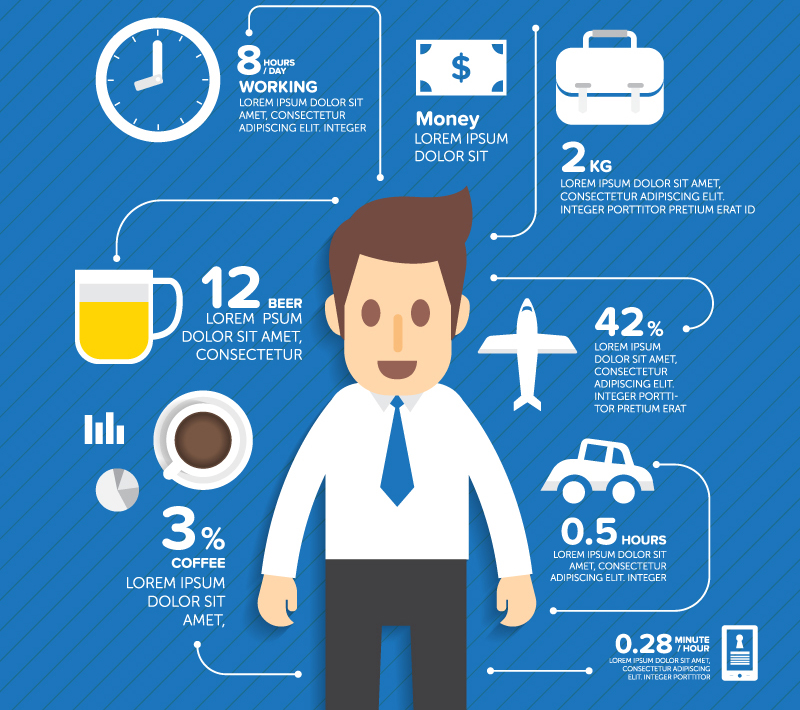 8 HOURS
/ DAY
WORKING
LOREM IPSUM DOLOR SIT
AMET, CONSECTETUR
ADIPISCING ELIT. INTEGER
$
Money
LOREM IPSUM
DOLOR SIT
2 KG
LOREM IPSUM DOLOR SIT AMET,
CONSECTETUR ADIPISCING ELIT.
INTEGER PORTTITOR PRETIUM ERAT ID
12 BEER
LOREM PSUM
DOLOR SIT AMET,
CONSECTETUR
42 %
LOREM IPSUM
DOLOR SIT AMET,
CONSECTETUR
ADIPISCING ELIT.
INTEGER PORTTI-
TOR PRETIUM ERAT
3 %
COFFEE
LOREM IPSUM
DOLOR SIT
AMET,
0.5 HOURS
LOREM IPSUM DOLOR SIT
AMET, CONSECTETUR
ADIPISCING ELIT. INTEGER
0.28 MINUTE
/ HOUR
LOREM IPSUM DOLOR SIT AMET,
CONSECTETUR ADIPISCING
ELIT. INTEGER PORTTITOR